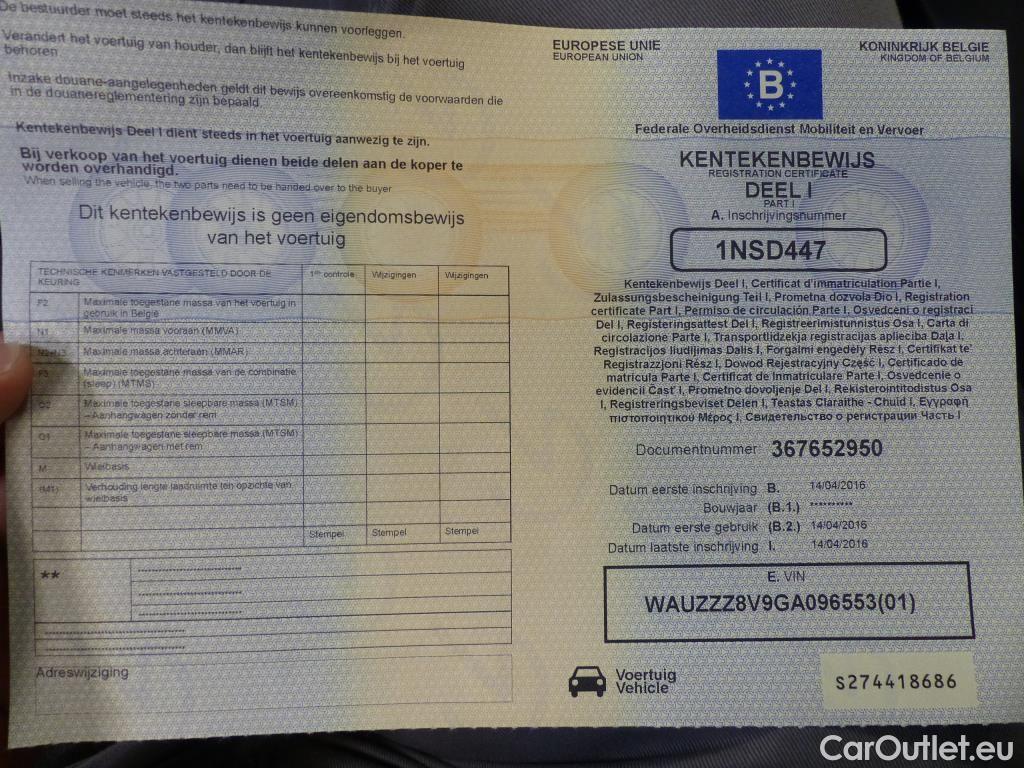 De bestuurder moet steeds het kentekenbewijs kunnen voorleggen.
Verandert het voertuig van houder, dan blijft het kentekenbewijs bij het voertuig
behoren
Inzake douane-aangelegenheden geldt dit bewijs overeenkomstig de voorwaarden die
in de douanereglementering zijn bepaald.
Kentekenbewijs Deel I dient steeds in het voertuig aanwezig te zijn.
Bij verkoop van het voertuig dienen beide delen aan de koper te
worden overhandigd.
When selling the vehicle, the two parts need to be handed over to the buyer
Dit kentekenbewijs is geen eigendomsbewijs
van het voertuig
TECHNISCHE KENMERKEN VASTGESTELD DOOR DE
KEURING
1ste controle Wijzigingen Wijzigingen
F2 Maximale toegestane massa van het voertuig in
gebruik in België
N1 Maximale massa vooraan (MMVA)
Maximale massa achteraan (MMAR)
F3 Maximale toegestane massa van de combinatie
(sleep) (MTMS)
O2 Maximale toegestane sleepbare massa (MTSM)
– Aanhangwagen zonder rem
O1 Maximale toegestane sleepbare massa (MTSM)
– Aanhangwagen met rem
M Wielbasis
(M1) Verhouding lengte laadruimte ten opzichte van
wielbasis
Stempel Stempel Stempel
**
Adreswijziging
EUROPESE UNIE
EUROPEAN UNION
KONINKRIJK BELGIE
KINGDOM OF BELGIUM
B
Federale Overheidsdienst Mobiliteit en Vervoer
KENTEKENBEWIJS
REGISTRATION CERTIFICATE
DEEL I
PART I
A. Inschrijvingsnummer
1NSD447
Kentekenbewijs Deel I, Certificat d'immatriculation Partie I,
Zulassungsbescheinigung Teil I, Prometna dozvola Dio I, Registration
certificate Part I, Permiso de circulación Parte I, Osvedceni o registraci
Del I, Registeringsattest Del I, Registreerimistunnistus Osa I, Carta di
circolazione Parte I, Transportlidzekja registracijas apliecība Daļa I,
Registracijos liudijimas Dalis I, Forgalmi engedély Rész I, Certifikat te'
Registrazzjoni Rész I, Dowod Rejestracyjny Część I, Certificado de
matricula Parte I, Certificat de Inmatriculare Parte I, Osvedcenie o
evidencii Cast' I, Prometno dovoljenje Del I, Rekisterointitodistus Osa
I, Registreringsbeviset Delen I, Teastas Claraithe - Chuid I, Εγγραφή
πιστοποιητικού Μέρος I, Свидетельство о регистрации Часть I
Documentnummer 367652950
Datum eerste inschrijving B. 14/04/2016
Bouwjaar (B.1.) **********
Datum eerste gebruik (B.2.) 14/04/2016
Datum laatste inschrijving I. 14/04/2016
E. VIN
WAUZZZ8V9GA096553(01)
Voertuig
Vehicle
S274418686
CarOutlet.eu